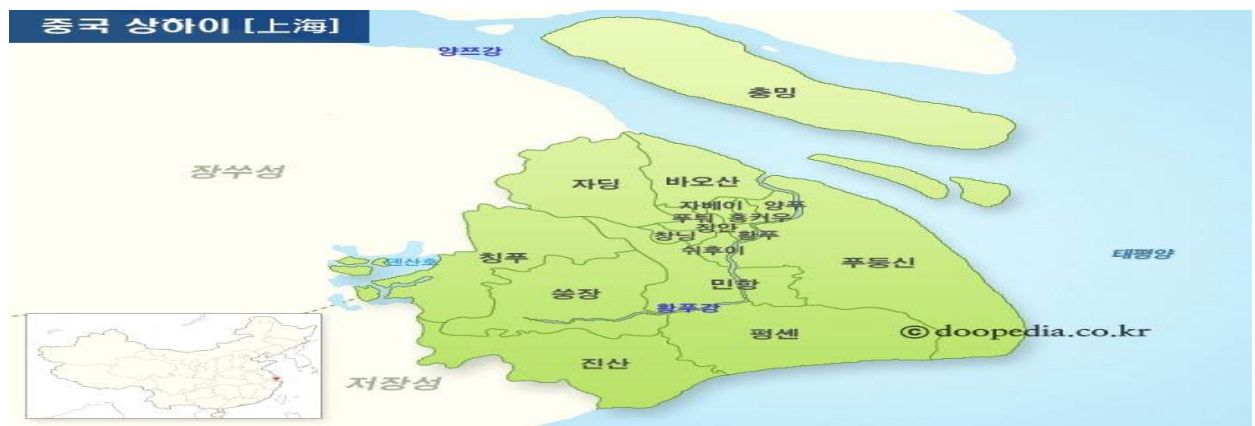 중국 상하이 [上海]
양쯔강
충밍
장쑤성
자딩
바오산
자베이
양푸
푸퉈
훙커우
징안
창닝
황푸
쉬후이
칭푸
뎬산호
푸둥신
태평양
쑹장
민항
황푸강
펑셴
ⓒdoopedia.co.kr
진산
저장성